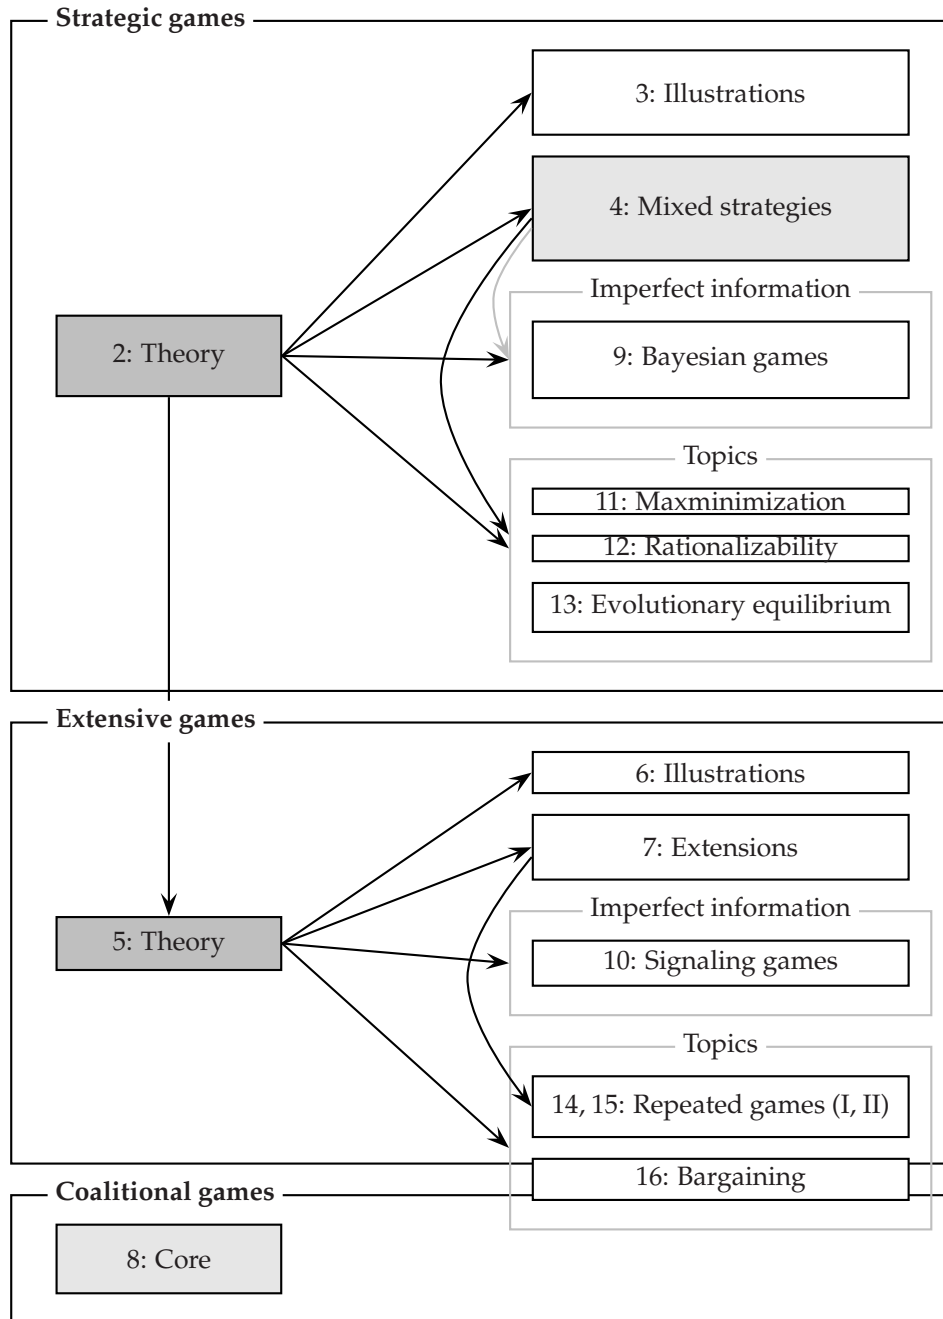 Strategic games
3: Illustrations
4: Mixed strategies
Imperfect information
2: Theory
9: Bayesian games
Topics
11: Maxminimization
12: Rationalizability
13: Evolutionary equilibrium
Extensive games
6: Illustrations
7: Extensions
Imperfect information
5: Theory
10: Signaling games
Topics
14, 15: Repeated games (I, II)
16: Bargaining
Coalitional games
8: Core